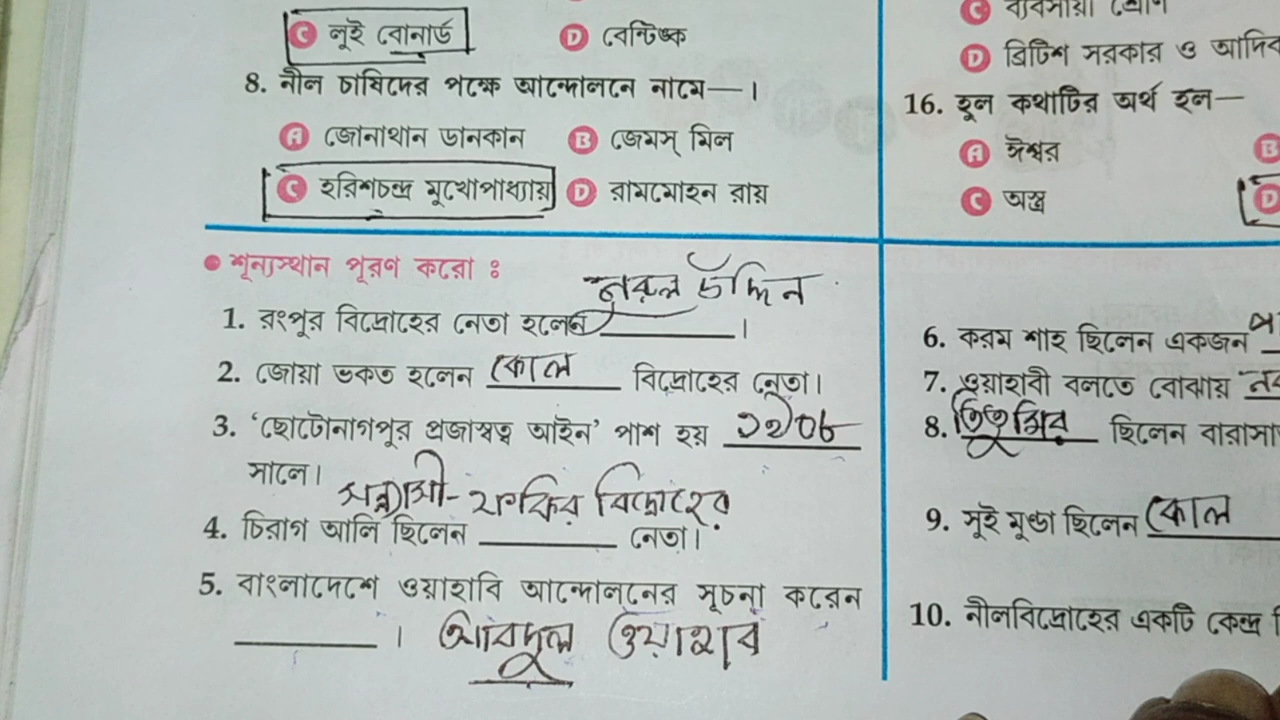 C লুই বোনার্ড D বেন্টিঙ্ক
8. নীল চাষিদের পক্ষে আন্দোলনে নামে—।
A জোনাথান ডানকান B জেমস্ মিল
C হরিশচন্দ্র মুখোপাধ্যায় D রামমোহন রায়
● শূন্যস্থান পূরণ করো ঃ
নুরুল উদ্দিন
1. রংপুর বিদ্রোহের নেতা হলেন ________।
2. জোয়া ভকত হলেন কোল বিদ্রোহের নেতা।
3. ‘ছোটোনাগপুর প্রজাস্বত্ব আইন’ পাশ হয় ১৯০৮
সালে।
সন্ন্যাসী-ফকির বিদ্রোহের
4. চিরাগ আলি ছিলেন ________ নেতা।
5. বাংলাদেশে ওয়াহাবি আন্দোলনের সূচনা করেন
________। আবদুল ওয়াহাব
C
D ব্রিটিশ সরকার ও
16. হুল কথাটির অর্থ হল—
A ঈশ্বর B
C অস্ত্র D
6. করম শাহ ছিলেন একজন
7. ওয়াহাবী বলতে বোঝায়
8. তিতুমির ছিলেন
9. সুই মুন্ডা ছিলেন কোল
10. নীলবিদ্রোহের একটি কেন্দ্র